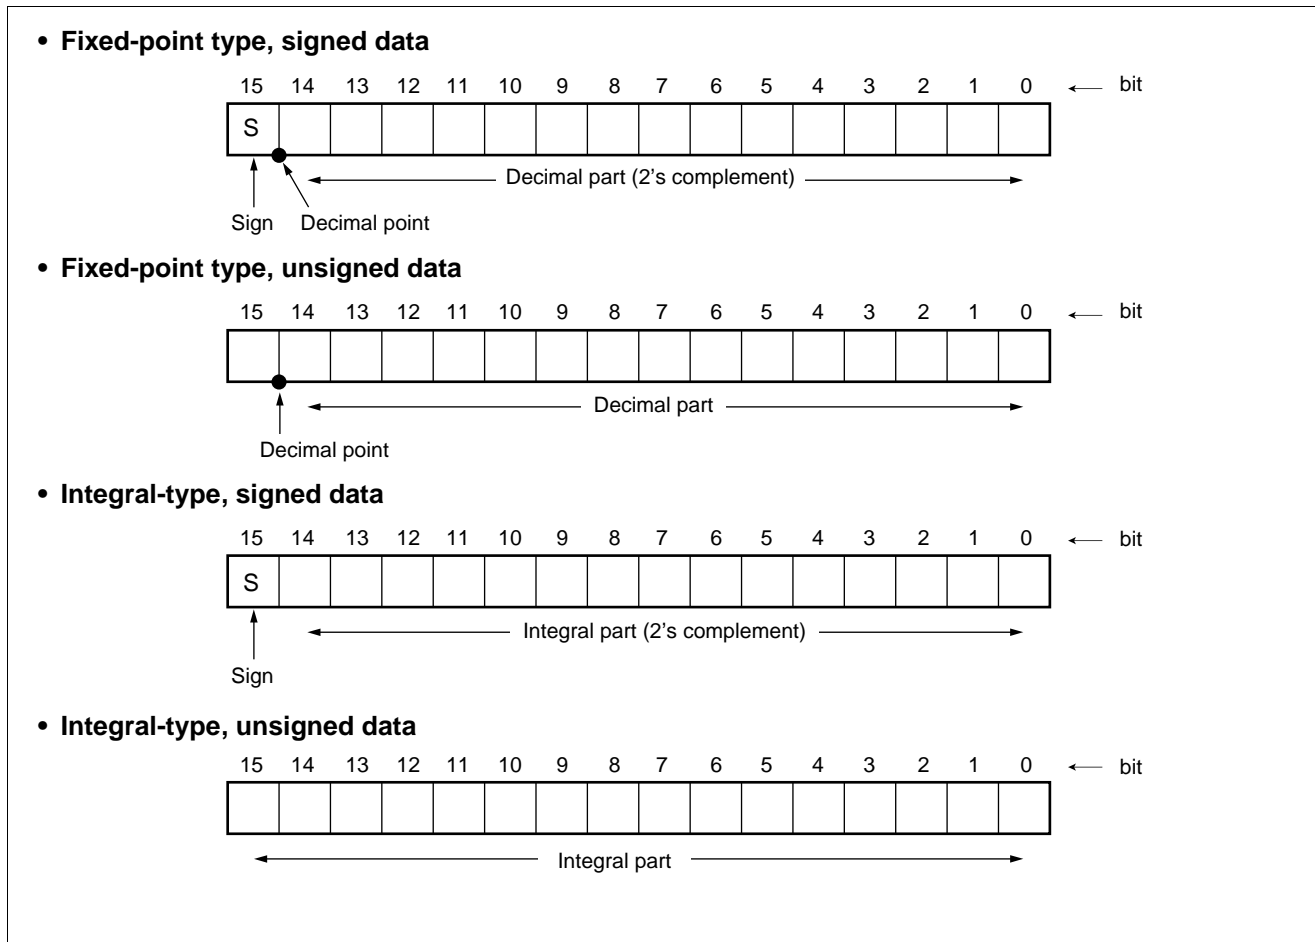 • Fixed-point type, signed data
15 14 13 12 11 10 9 8 7 6 5 4 3 2 1 0 ← bit
S
Decimal part (2’s complement)
Sign Decimal point
• Fixed-point type, unsigned data
15 14 13 12 11 10 9 8 7 6 5 4 3 2 1 0 ← bit
Decimal part
Decimal point
• Integral-type, signed data
15 14 13 12 11 10 9 8 7 6 5 4 3 2 1 0 ← bit
S
Integral part (2’s complement)
Sign
• Integral-type, unsigned data
15 14 13 12 11 10 9 8 7 6 5 4 3 2 1 0 ← bit
Integral part